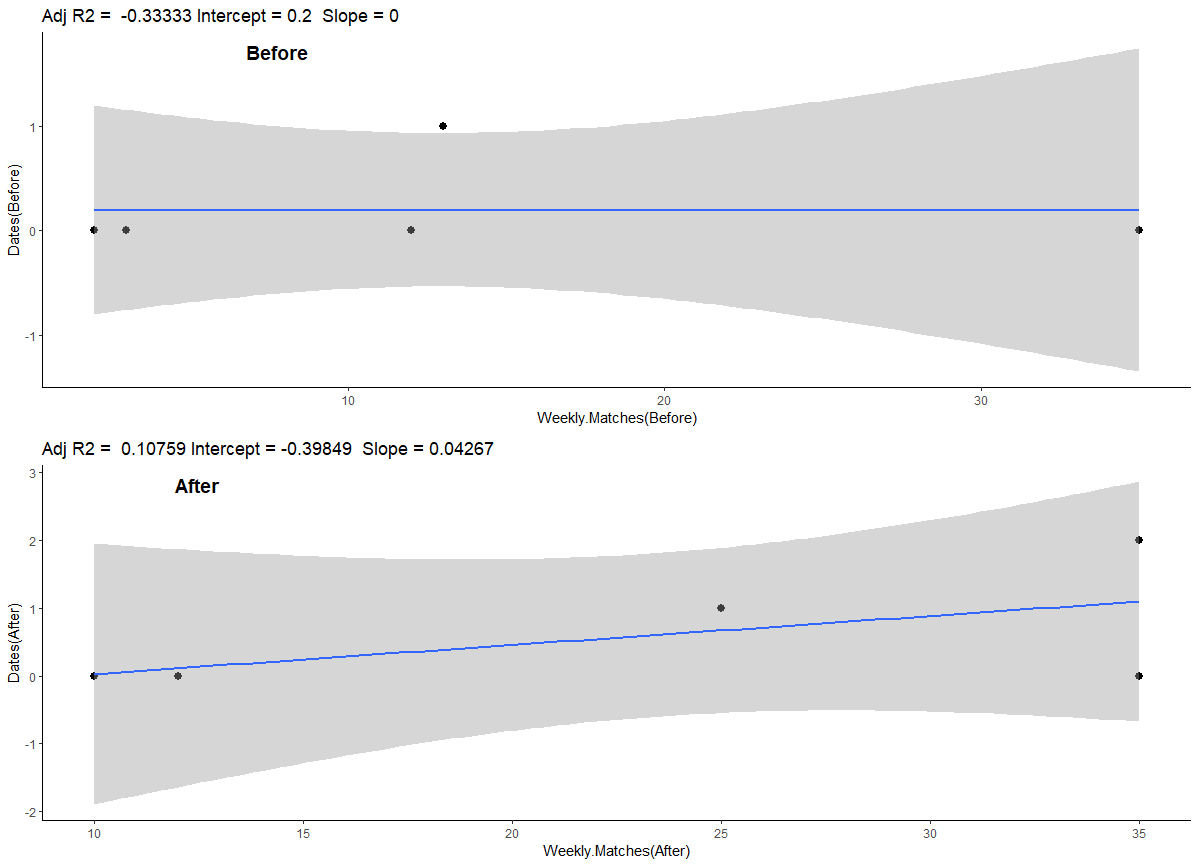 Adj R2 =  -0.33333 Intercept = 0.2  Slope = 0
Before
1
0
-1
Dates(Before)
10 20 30
Weekly.Matches(Before)
Adj R2 =  0.10759 Intercept = -0.39849  Slope = 0.04267
After
3
2
1
0
-1
-2
Dates(After)
10 15 20 25 30 35
Weekly.Matches(After)